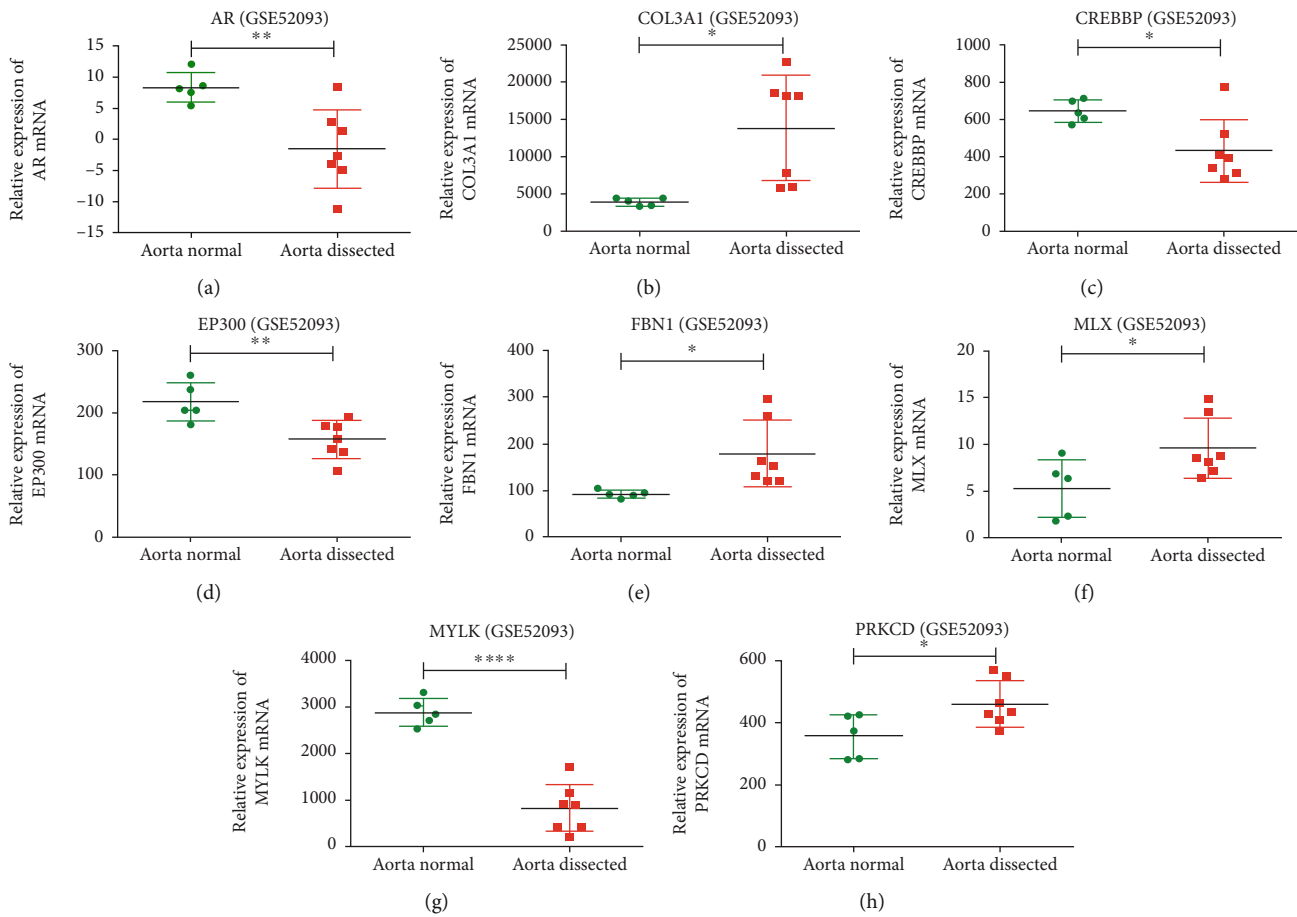 AR (GSE52093)
**
Relative expression of
AR mRNA
15
10
5
0
−5
−10
−15
Aorta normal
Aorta dissected
(a)
COL3A1 (GSE52093)
*
Relative expression of
COL3A1 mRNA
25000
20000
15000
10000
5000
0
Aorta normal
Aorta dissected
(b)
CREBBP (GSE52093)
*
Relative expression of
CREBBP mRNA
1000
800
600
400
200
0
Aorta normal
Aorta dissected
(c)
EP300 (GSE52093)
**
Relative expression of
EP300 mRNA
300
200
100
0
Aorta normal
Aorta dissected
(d)
FBN1 (GSE52093)
*
Relative expression of
FBN1 mRNA
400
300
200
100
0
Aorta normal
Aorta dissected
(e)
MLX (GSE52093)
*
Relative expression of
MLX mRNA
20
15
10
5
0
Aorta normal
Aorta dissected
(f)
MYLK (GSE52093)
****
Relative expression of
MYLK mRNA
4000
3000
2000
1000
0
Aorta normal
Aorta dissected
(g)
PRKCD (GSE52093)
*
Relative expression of
PRKCD mRNA
600
400
200
0
Aorta normal
Aorta dissected
(h)